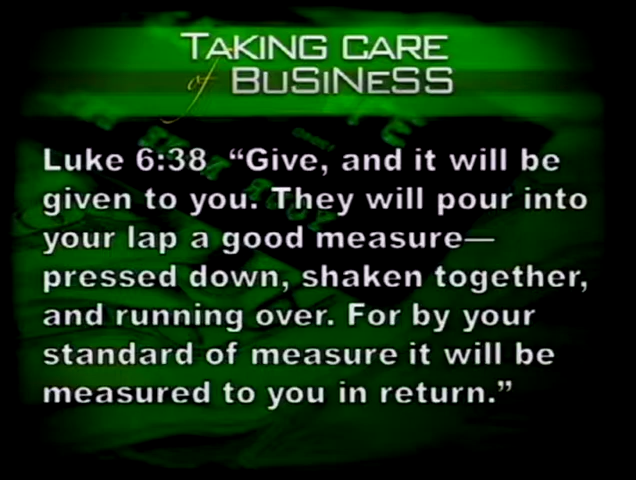 TAKING CARE
of BUSINESS
Luke 6:38 “Give, and it will be
given to you. They will pour into
your lap a good measure—
pressed down, shaken together,
and running over. For by your
standard of measure it will be
measured to you in return.”